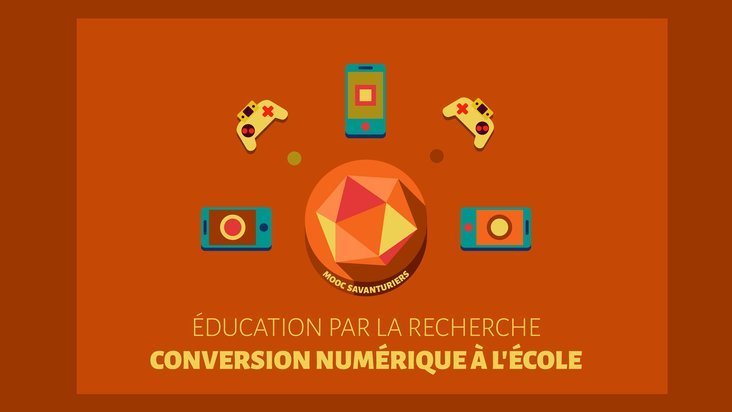 MOOC SAVANTURIERS
ÉDUCATION PAR LA RECHERCHE
CONVERSION NUMÉRIQUE À L'ÉCOLE